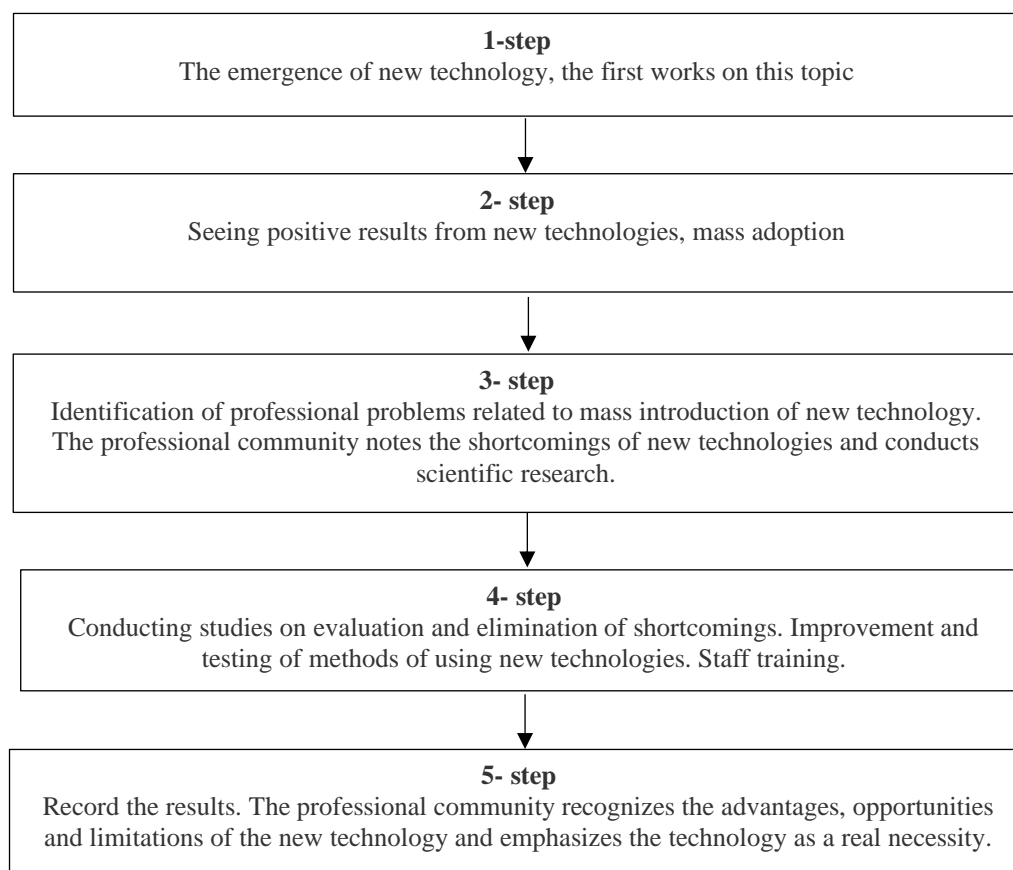 1-step
The emergence of new technology, the first works on this topic
2- step
Seeing positive results from new technologies, mass adoption
3- step
Identification of professional problems related to mass introduction of new technology.
The professional community notes the shortcomings of new technologies and conducts
scientific research.
4- step
Conducting studies on evaluation and elimination of shortcomings. Improvement and
testing of methods of using new technologies. Staff training.
5- step
Record the results. The professional community recognizes the advantages, opportunities
and limitations of the new technology and emphasizes the technology as a real necessity.